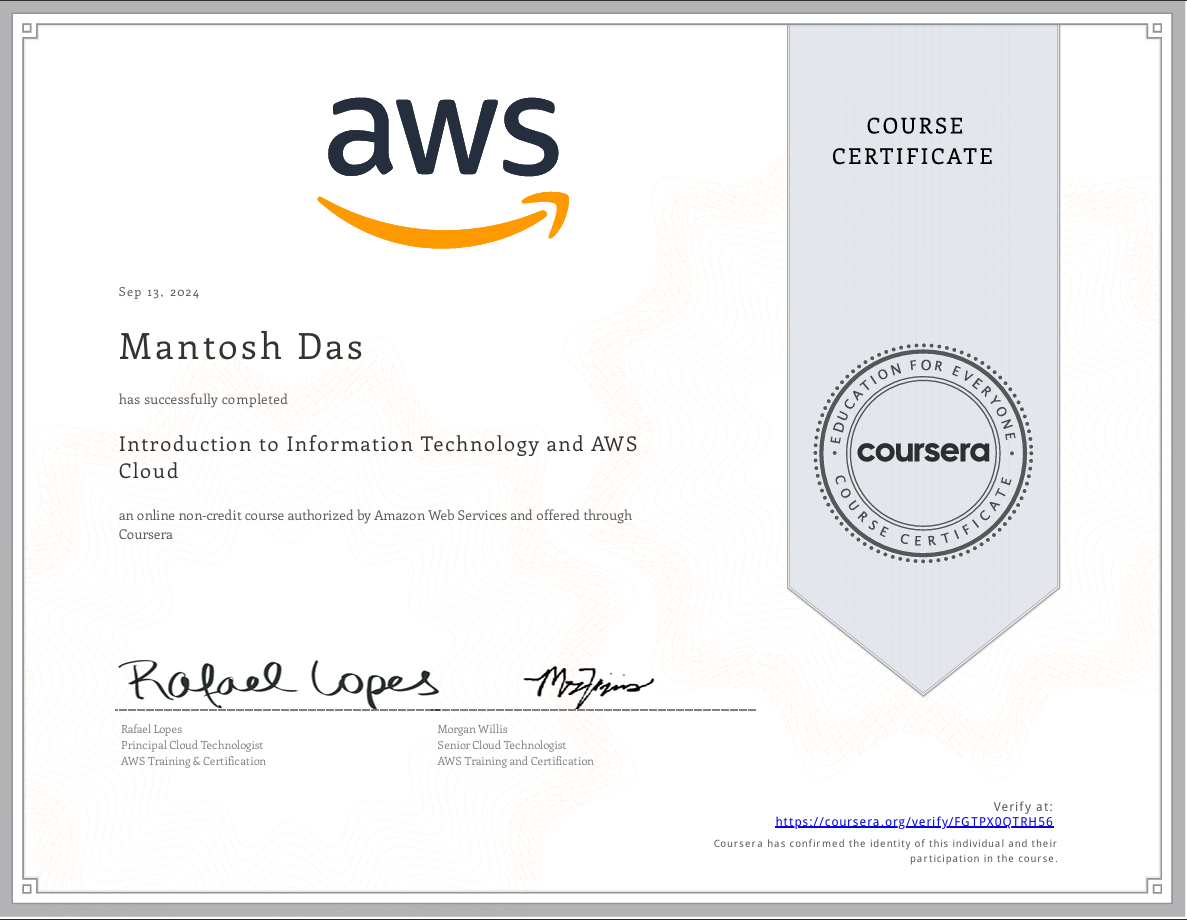 aws
COURSE
CERTIFICATE
Sep 13, 2024
Mantosh Das
has successfully completed
Introduction to Information Technology and AWS
Cloud
an online non-credit course authorized by Amazon Web Services and offered through
Coursera
EDUCATION FOR EVERYONE
coursera
COURSE CERTIFICATE
Rafael Lopes
Rafael Lopes
Principal Cloud Technologist
AWS Training & Certification
Morgan Willis
Senior Cloud Technologist
AWS Training and Certification
Verify at:
https://coursera.org/verify/FGTPX0QTRH56
Coursera has confirmed the identity of this individual and their
participation in the course.